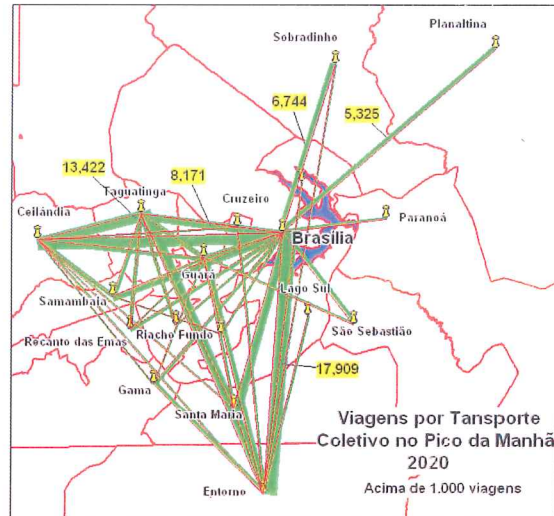 Planaltina
Sobradinho
6,744
5,325
13,422
8,171
Taguatinga
Cruzeiro
Ceilândia
Paranoá
Brasília
Guará
Samambaia
Lago Sul
São Sebastião
Recanto das Emas
Riacho Fundo
Gama
17,909
Santa Maria
Viagens por Transporte
Coletivo no Pico da Manhã
2020
Entorno
Acima de 1.000 viagens